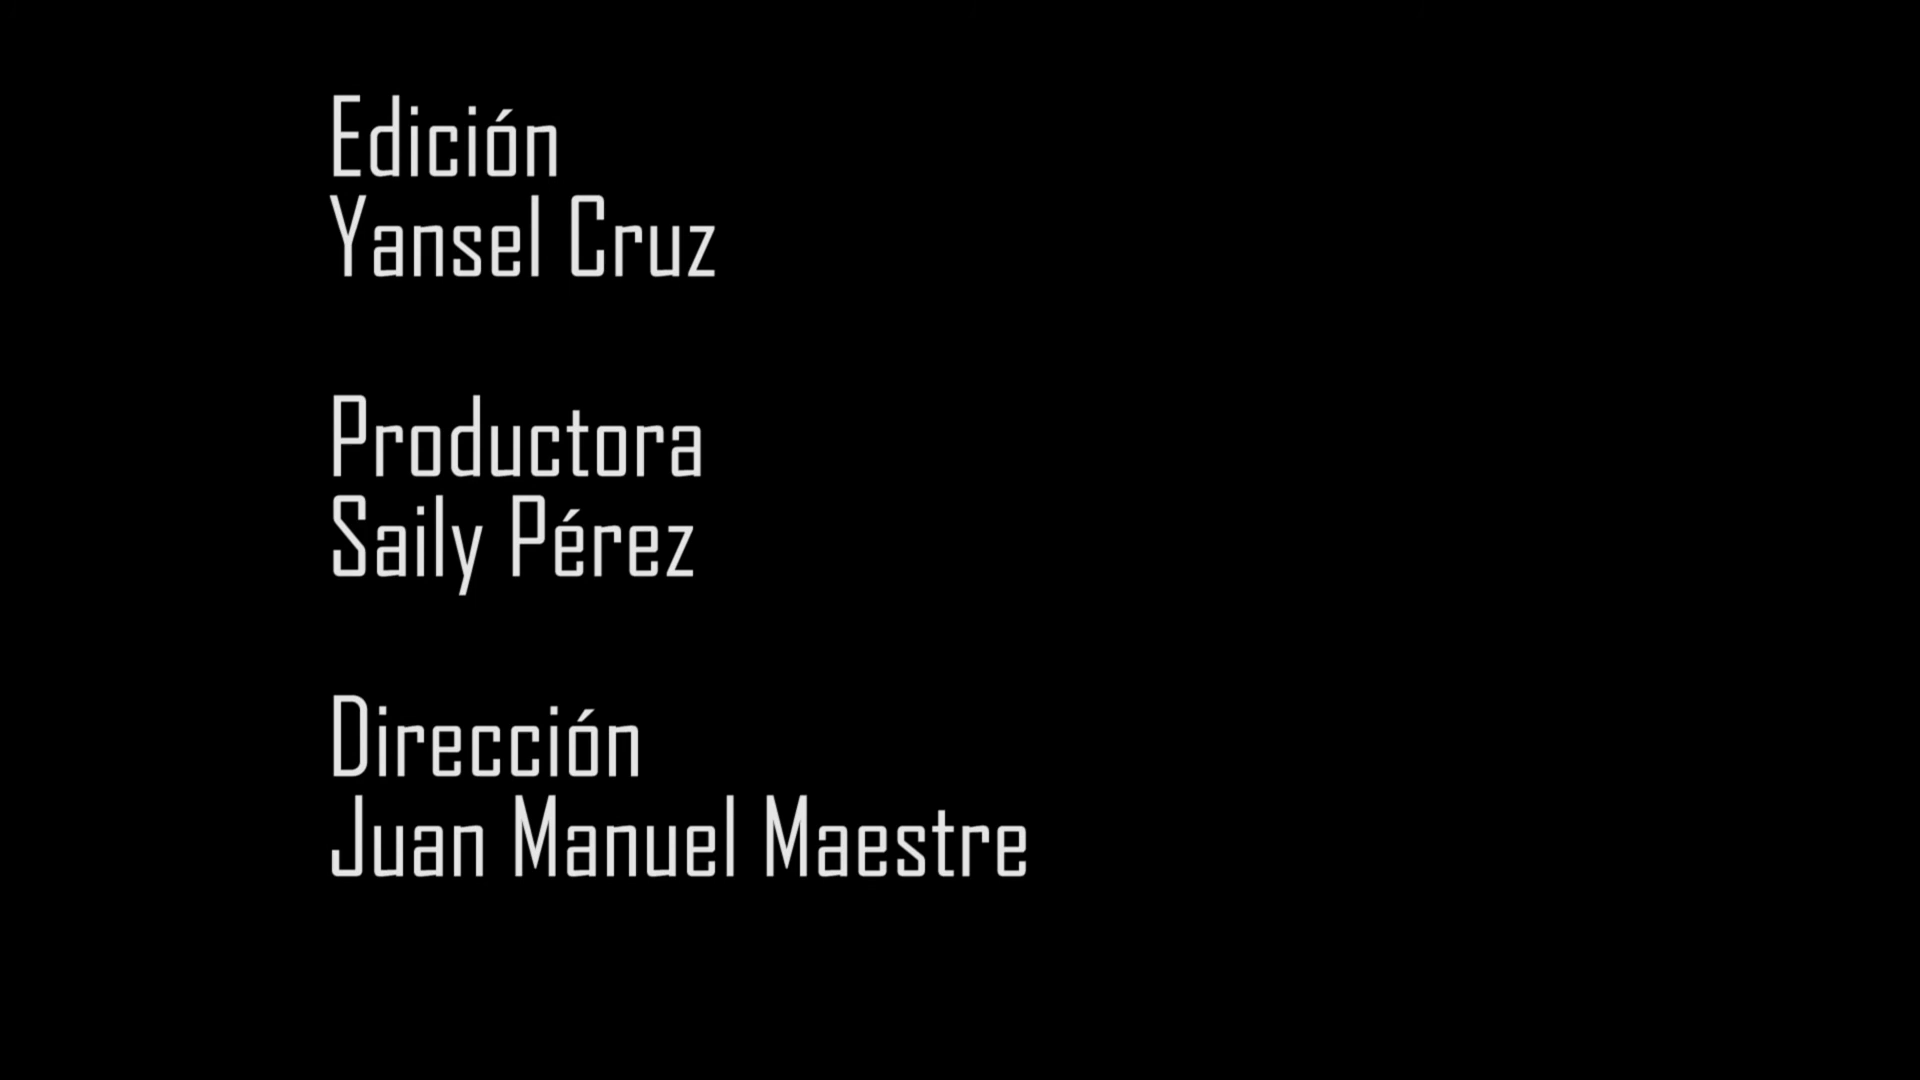 Edición
Yansel Cruz
Productora
Saily Pérez
Dirección
Juan Manuel Maestre